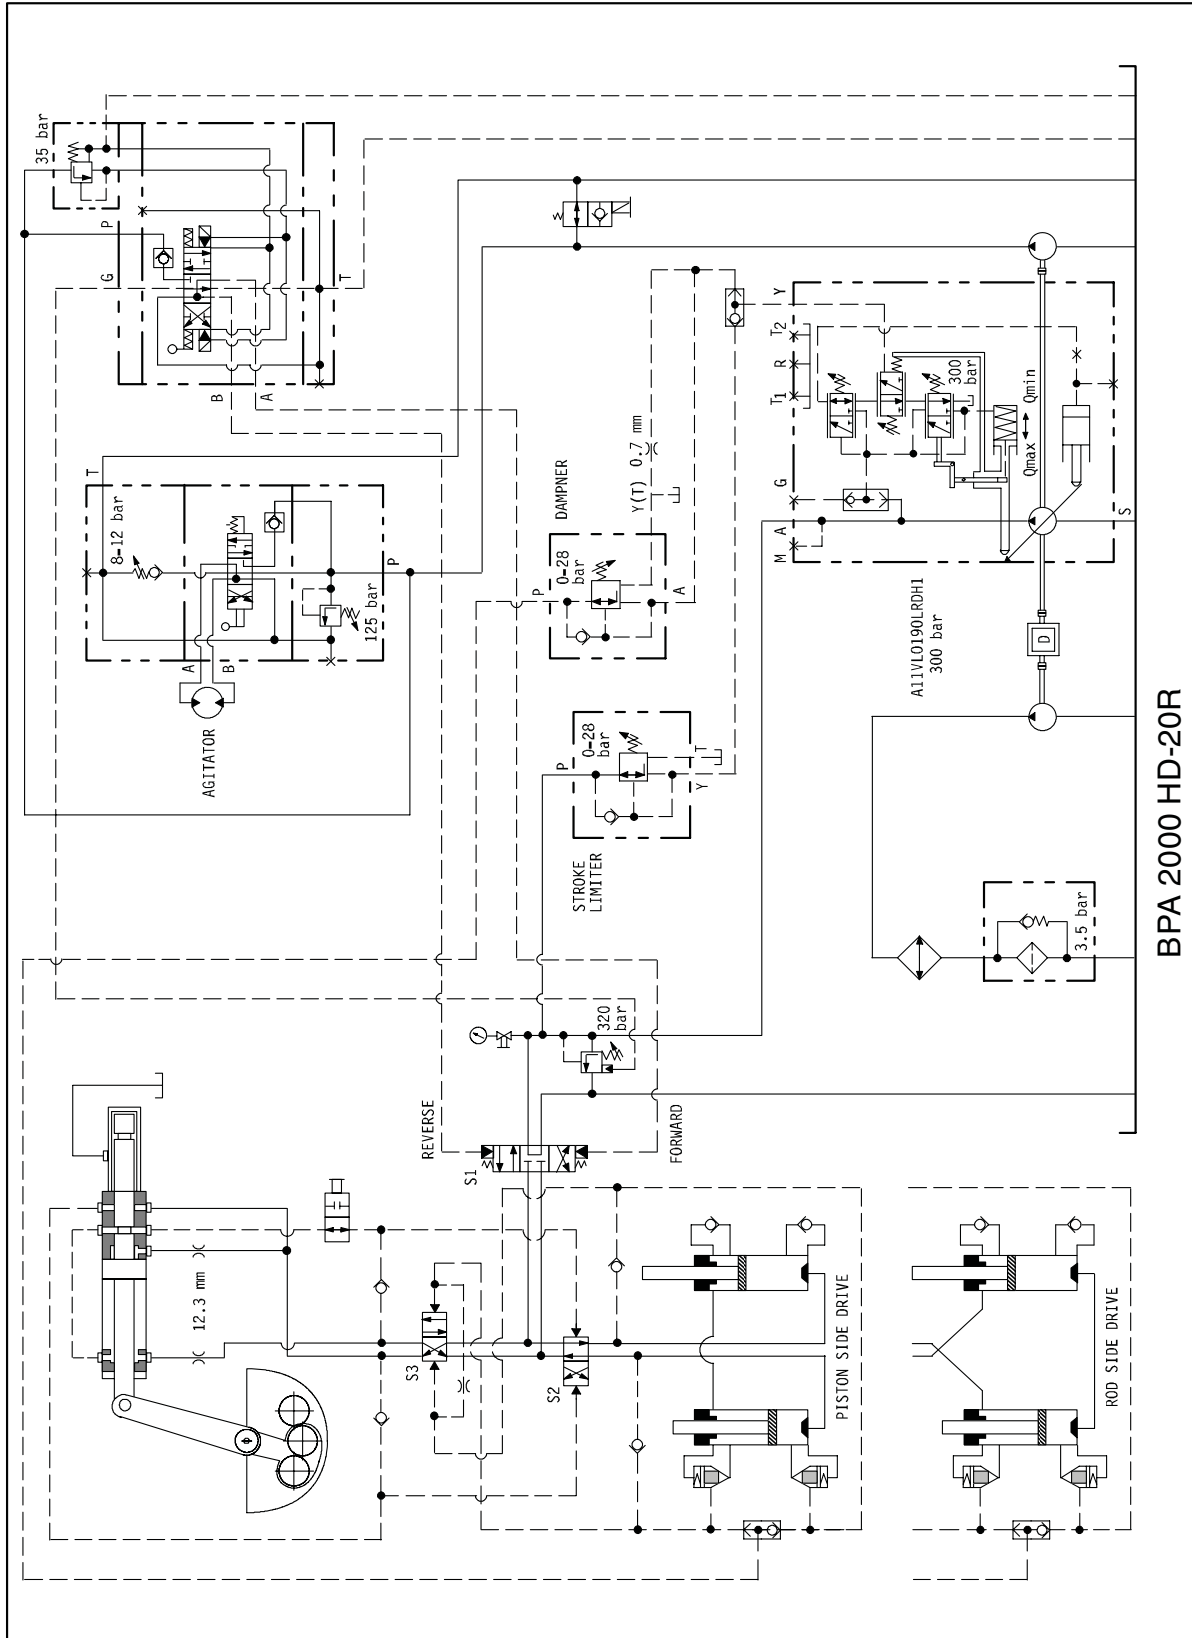 35 bar
P
G
T
B
A
T
8-12 bar
P
125 bar
A
B
AGITATOR
DAMPNER
Y(T) 0.7 mm
0-28
bar
P
A
0-28
bar
P
T
Y
STROKE
LIMITER
Y
T2
R
T1
G
A
M
300
bar
Qmin
Qmax
S
A11VLO190LRDH1
300 bar
D
3.5 bar
320
bar
REVERSE
FORWARD
S1
12.3 mm
S3
S2
PISTON SIDE DRIVE
ROD SIDE DRIVE
BPA 2000 HD-20R